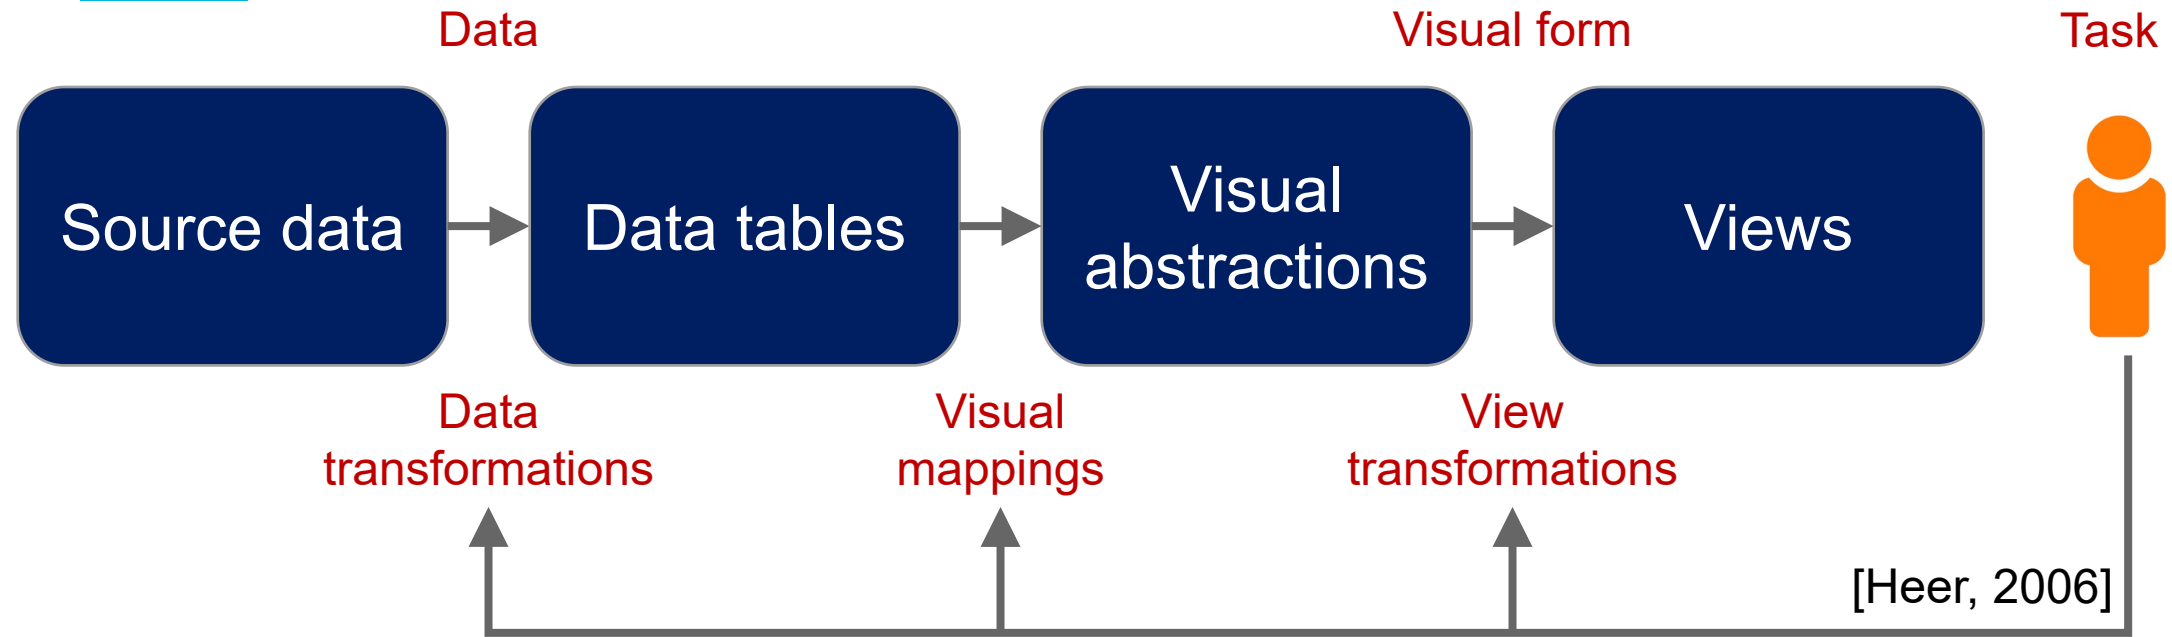 Data
Visual form
Task
Source data
Data tables
Visual
abstractions
Views
Data
transformations
Visual
mappings
View
transformations
[Heer, 2006]